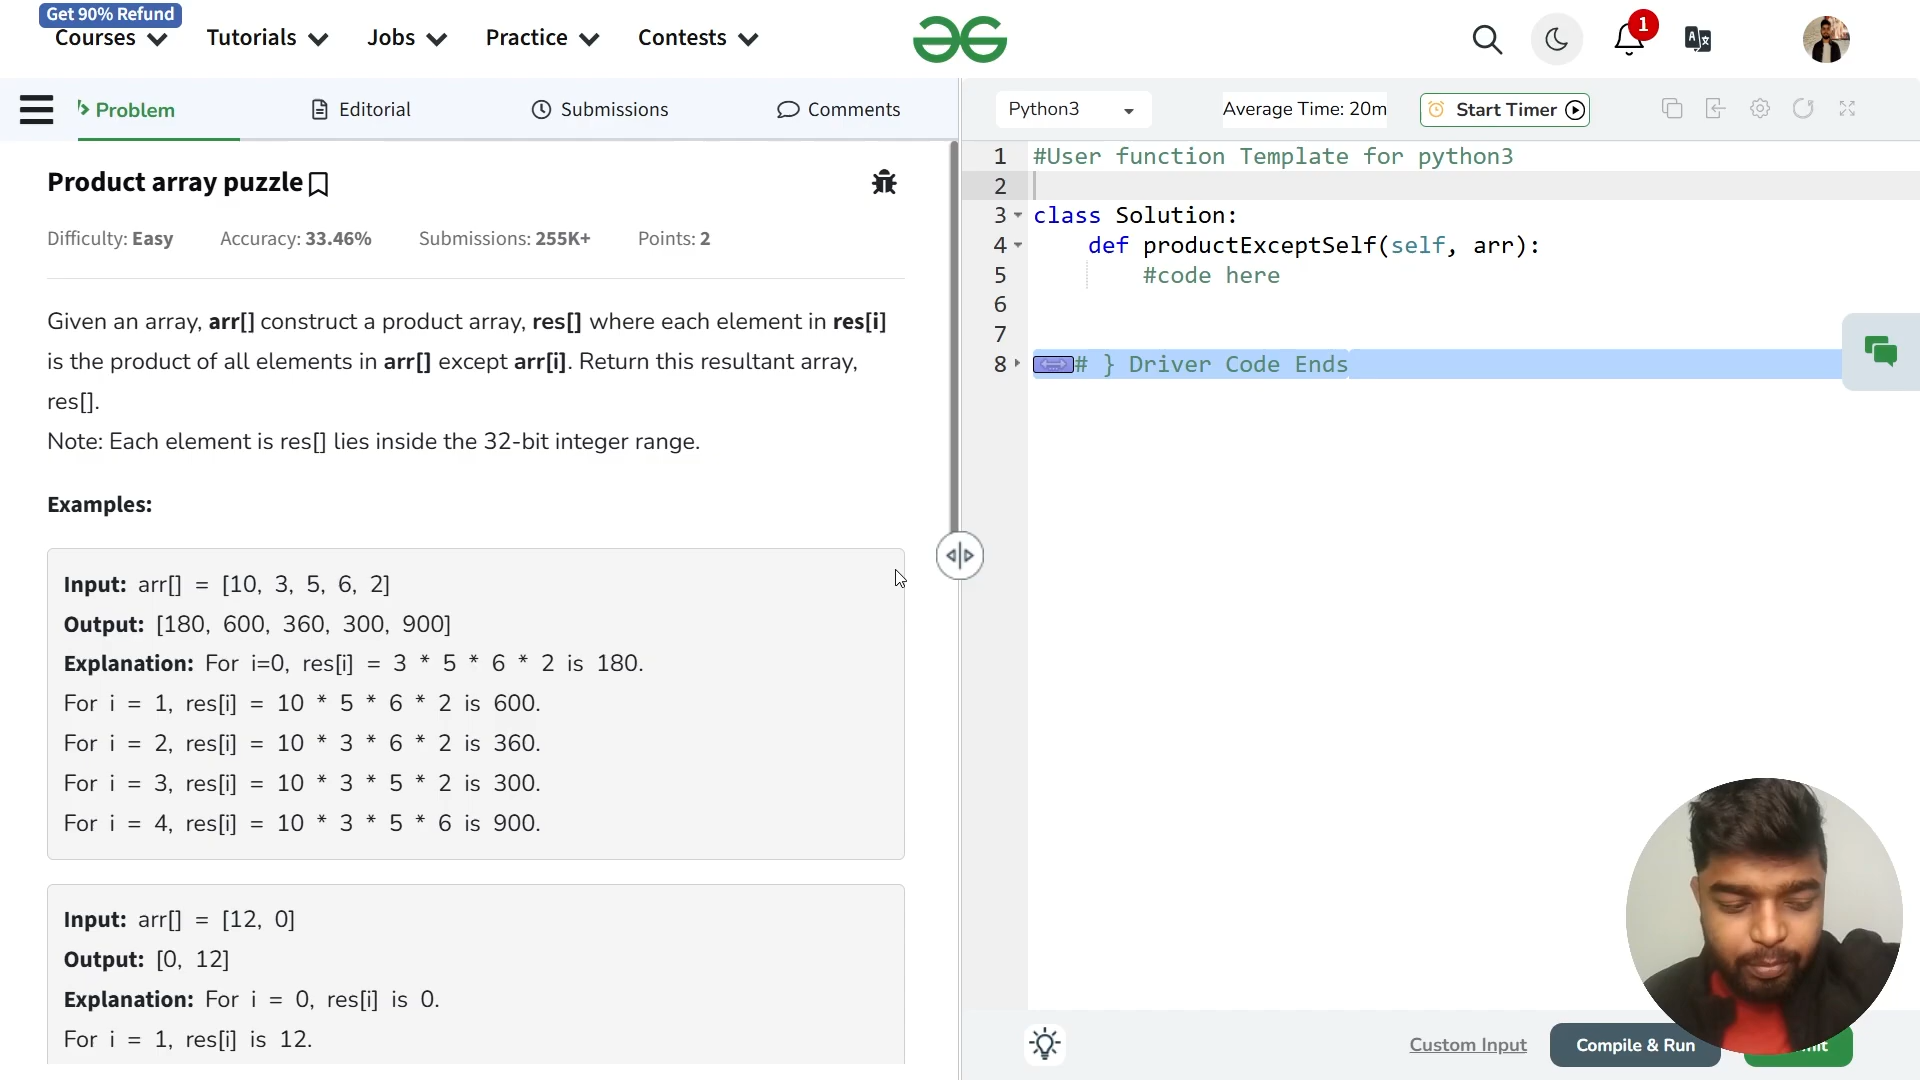 Get 90% Refund
Courses Tutorials Jobs Practice Contests
1
Problem Editorial Submissions Comments
Python3 Average Time: 20m Start Timer
Product array puzzle
Difficulty: Easy Accuracy: 33.46% Submissions: 255K+ Points: 2
Given an array, arr[] construct a product array, res[] where each element in res[i]
is the product of all elements in arr[] except arr[i]. Return this resultant array,
res[].
Note: Each element is res[] lies inside the 32-bit integer range.
Examples:
Input: arr[] = [10, 3, 5, 6, 2]
Output: [180, 600, 360, 300, 900]
Explanation: For i=0, res[i] = 3 * 5 * 6 * 2 is 180.
For i = 1, res[i] = 10 * 5 * 6 * 2 is 600.
For i = 2, res[i] = 10 * 3 * 6 * 2 is 360.
For i = 3, res[i] = 10 * 3 * 5 * 2 is 300.
For i = 4, res[i] = 10 * 3 * 5 * 6 is 900.
Input: arr[] = [12, 0]
Output: [0, 12]
Explanation: For i = 0, res[i] is 0.
For i = 1, res[i] is 12.
1 #User function Template for python3
2
3 class Solution:
4 def productExceptSelf(self, arr):
5 #code here
6
7
8 # } Driver Code Ends
Custom Input Compile & Run